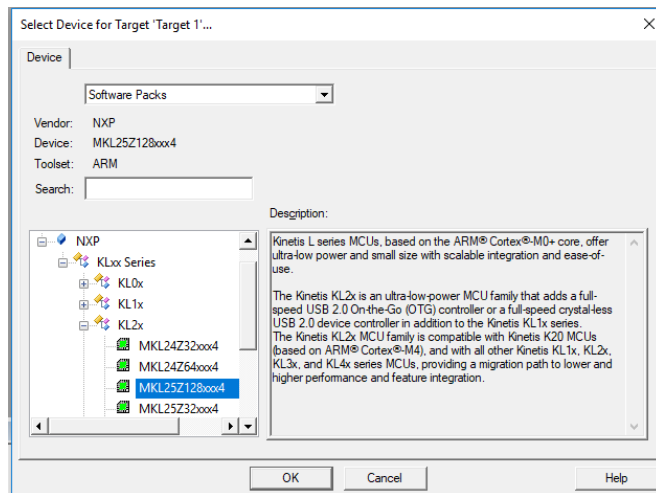 Select Device for Target 'Target 1'...
Device
Software Packs
Vendor: NXP
Device: MKL25Z128xxx4
Toolset: ARM
Search:
Description:
NXP
KLxx Series
KL0x
KL1x
KL2x
MKL24Z32xxx4
MKL24Z64xxx4
MKL25Z128xxx4
MKL25Z32xxx4
Kinetis L series MCUs, based on the ARM® Cortex®-M0+ core, offer
ultra-low power and small size with scalable integration and ease-of-
use.
The Kinetis KL2x is an ultra-low-power MCU family that adds a full-
speed USB 2.0 On-the-Go (OTG) controller or a full-speed crystal-less
USB 2.0 device controller in addition to the Kinetis KL1x series.
The Kinetis KL2x MCU family is compatible with Kinetis K20 MCUs
(based on ARM® Cortex®-M4), and with all other Kinetis KL1x, KL2x,
KL3x, and KL4x series MCUs, providing a migration path to lower and
higher performance and feature integration.
OK
Cancel
Help